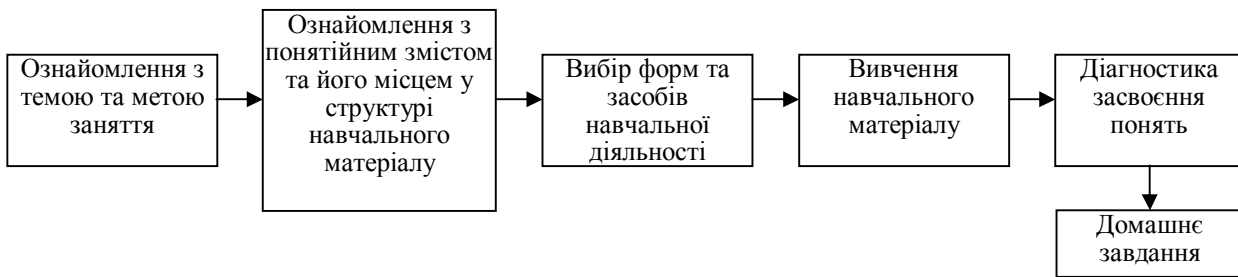 Ознайомлення з
темою та метою
заняття
Ознайомлення з
понятійним змістом
та його місцем у
структурі
навчального
матеріалу
Вибір форм та
засобів
навчальної
діяльності
Вивчення
навчального
матеріалу
Діагностика
засвоєння
понять
Домашнє
завдання